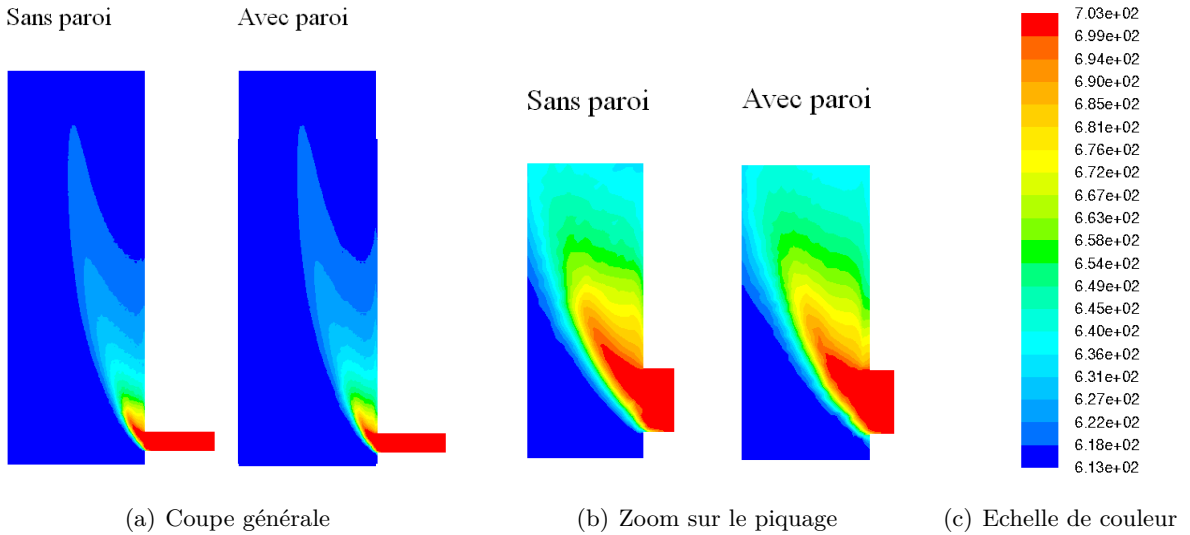 Sans paroi
Avec paroi
Sans paroi
Avec paroi
7.03e+02
6.99e+02
6.94e+02
6.90e+02
6.85e+02
6.81e+02
6.76e+02
6.72e+02
6.67e+02
6.63e+02
6.58e+02
6.54e+02
6.49e+02
6.45e+02
6.40e+02
6.36e+02
6.31e+02
6.27e+02
6.22e+02
6.18e+02
6.13e+02
(a) Coupe générale
(b) Zoom sur le piquage
(c) Echelle de couleur